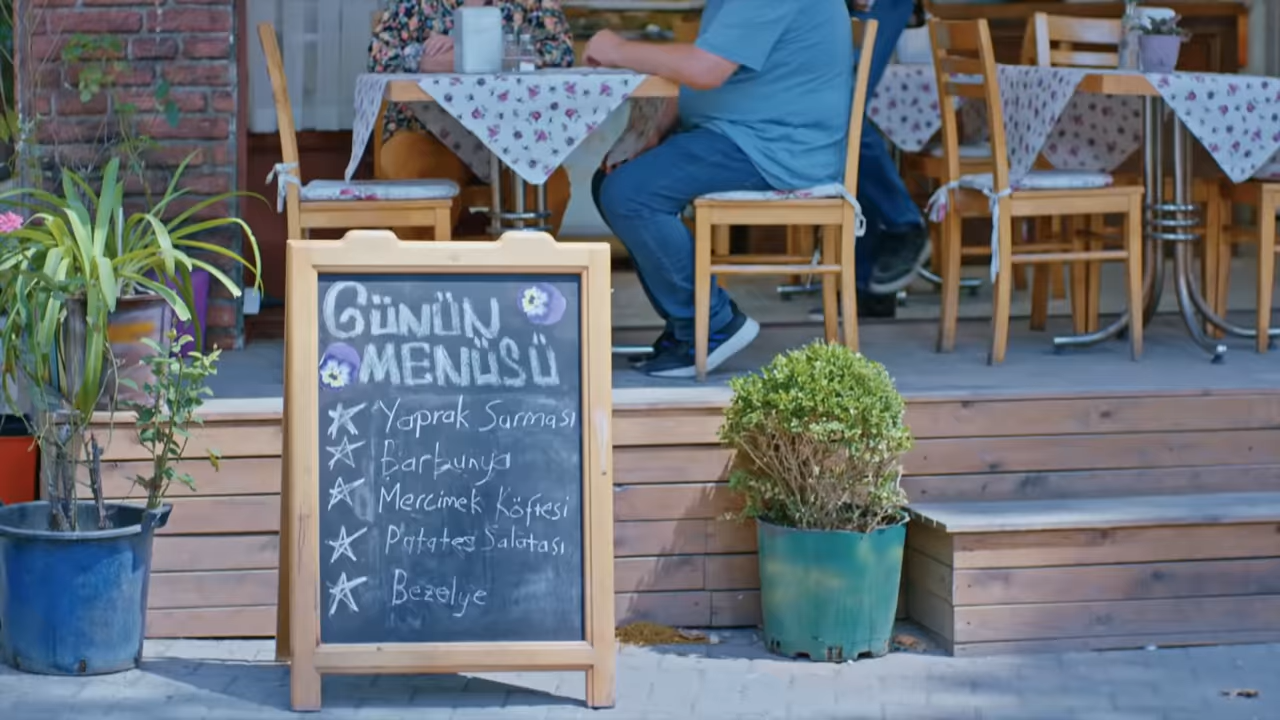 GÜNÜN
MENÜSÜ
Yaprak Sarması
Barbunya
Mercimek Köftesi
Patates Salatası
Bezelye